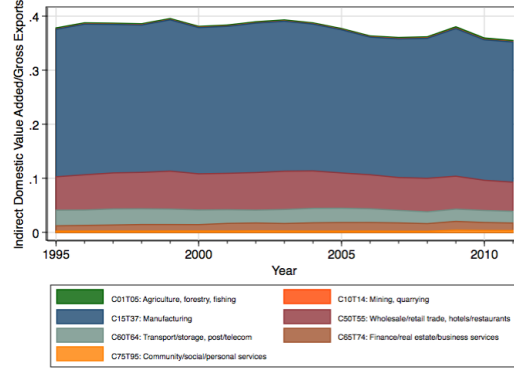 Indirect Domestic Value Added/Gross Exports
.4
.3
.2
.1
0
1995
2000
2005
2010
Year
C01T05: Agriculture, forestry, fishing
C10T14: Mining, quarrying
C15T37: Manufacturing
C50T55: Wholesale/retail trade, hotels/restaurants
C60T64: Transport/storage, post/telecom
C65T74: Finance/real estate/business services
C75T95: Community/social/personal services